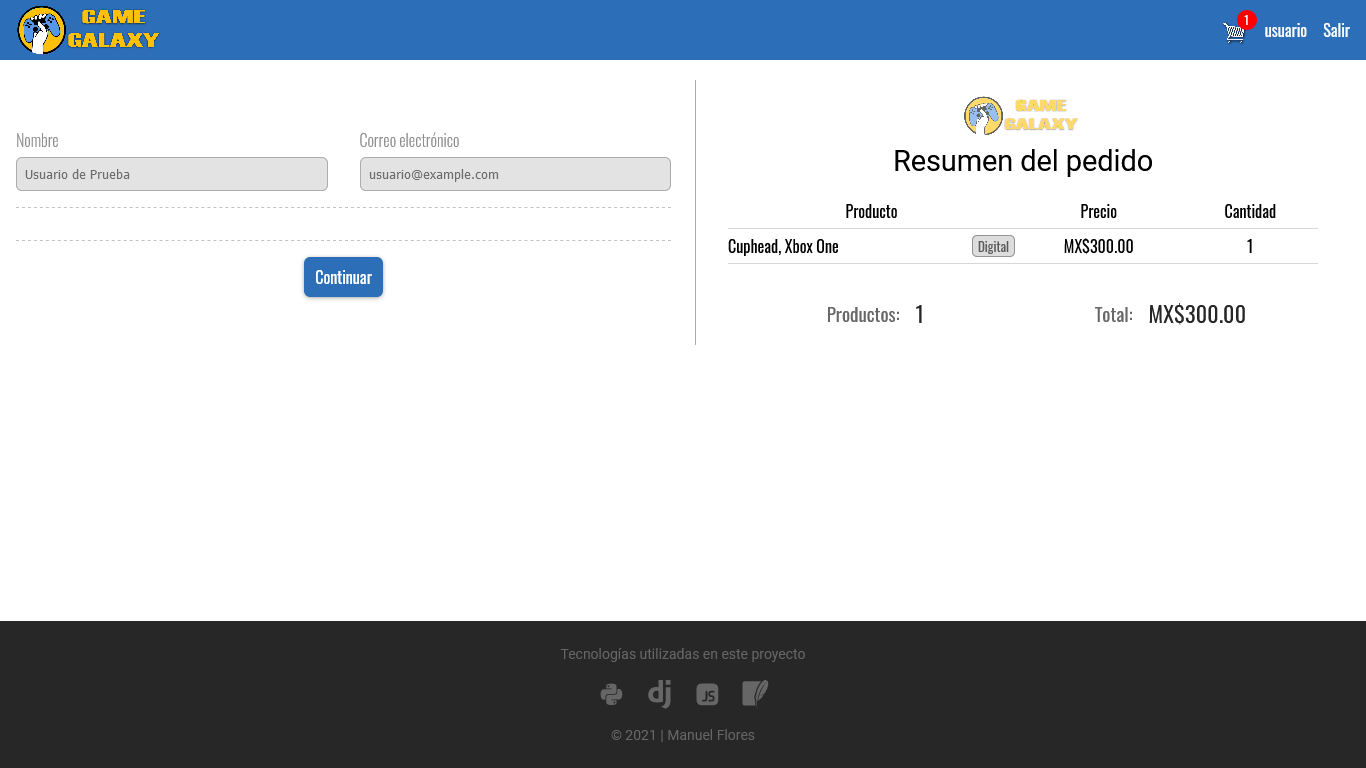 GAME
GALAXY
1
usuario
Salir
Nombre
Correo electrónico
Usuario de Prueba
usuario@example.com
Continuar
GAME
GALAXY
Resumen del pedido
Producto Precio Cantidad
Cuphead, Xbox One Digital MX$300.00 1
Productos: 1 Total: MX$300.00
Tecnologías utilizadas en este proyecto
dj JS
© 2021 | Manuel Flores